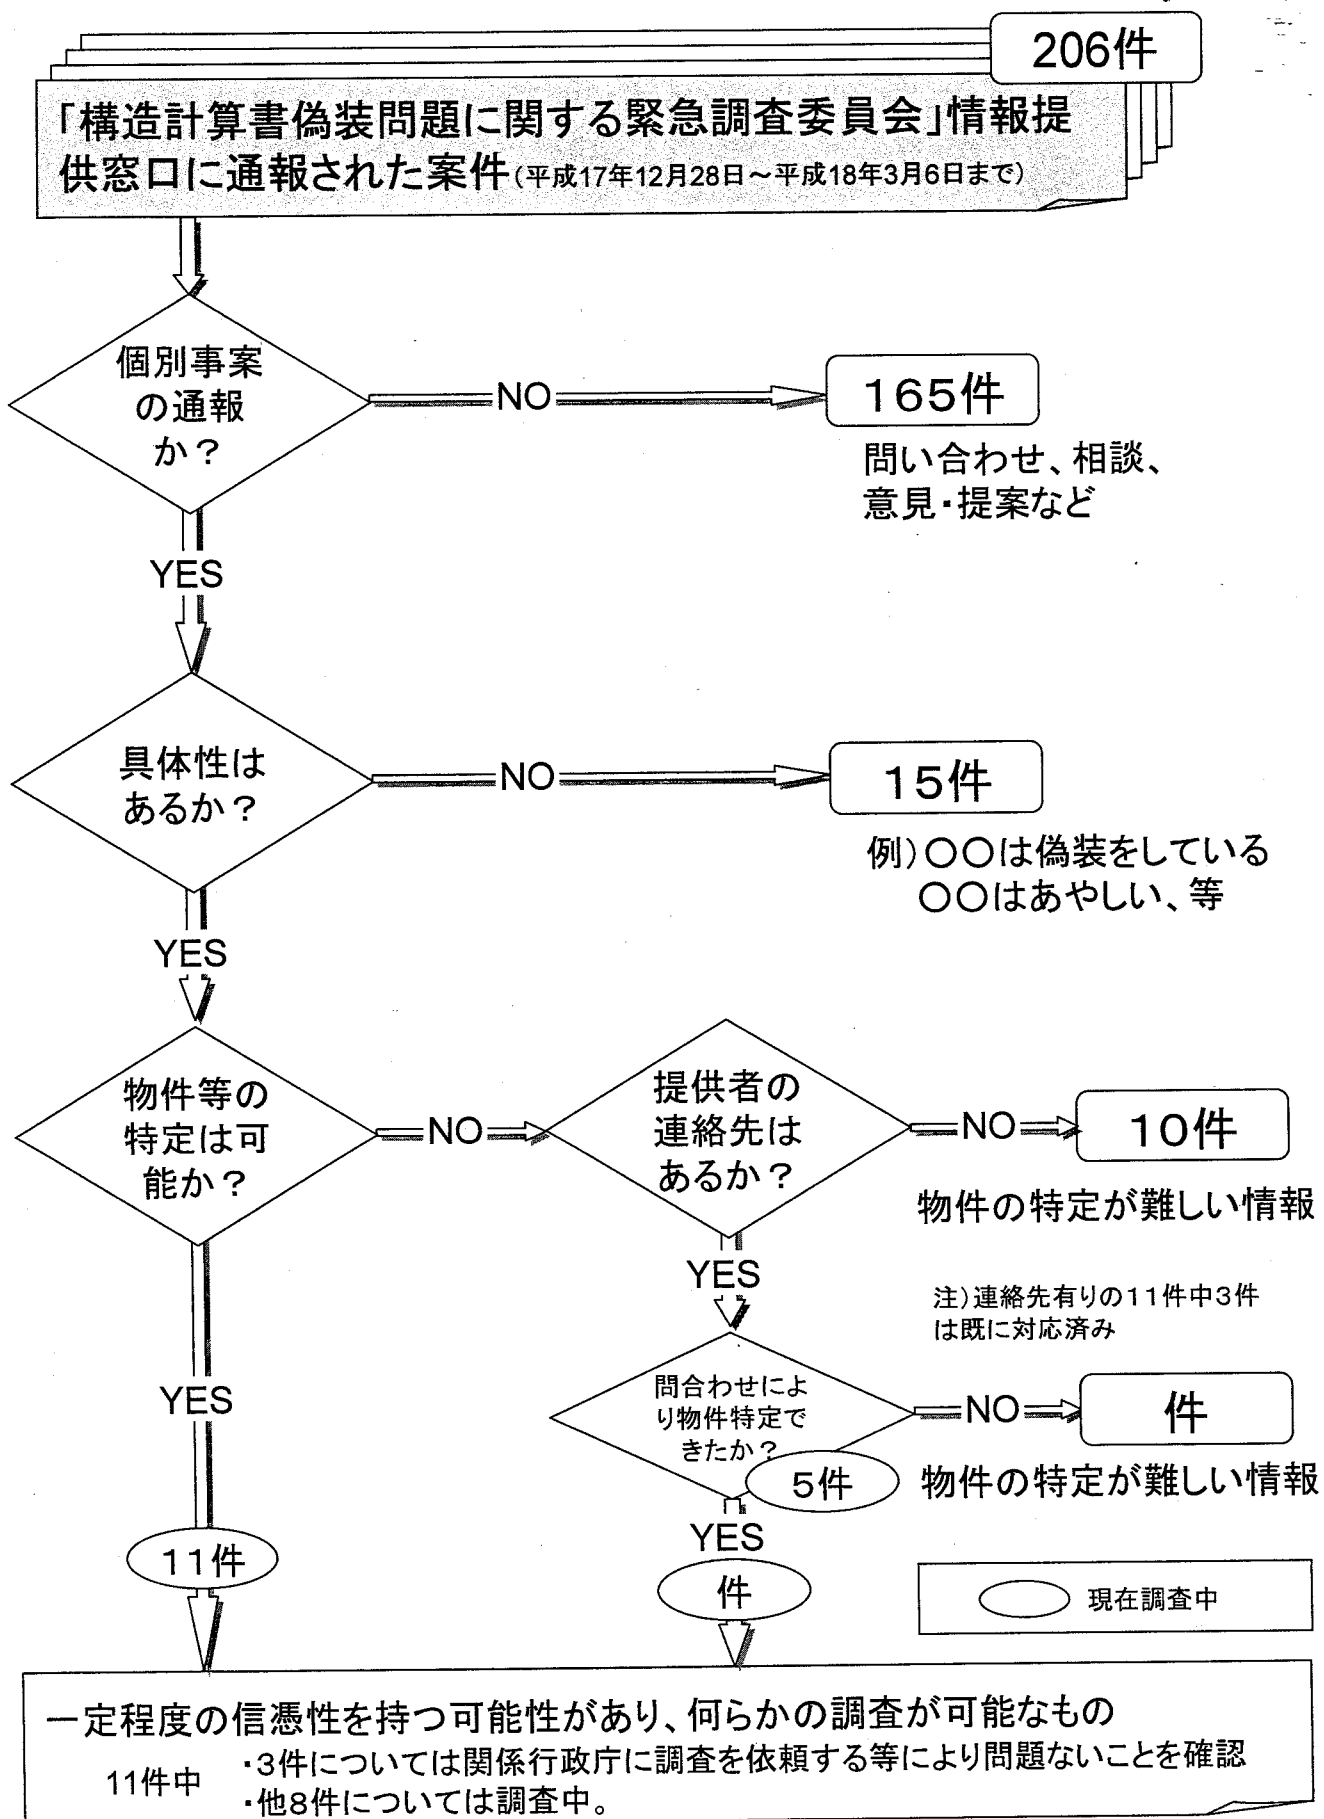 206件
「構造計算書偽装問題に関する緊急調査委員会」情報提
供窓口に通報された案件(平成17年12月28日～平成18年3月6日まで)
個別事案
の通報
か？
NO
165件
問い合わせ、相談、
意見・提案など
YES
具体性は
あるか？
NO
15件
例)〇〇は偽装をしている
〇〇はあやしい、等
YES
物件等の
特定は可
能か？
NO
提供者の
連絡先は
あるか？
NO
10件
物件の特定が難しい情報
YES
注)連絡先有りの11件中3件
は既に対応済み
YES
問合わせによ
り物件特定で
きたか？
NO
件
5件
物件の特定が難しい情報
YES
11件
件
現在調査中
一定程度の信憑性を持つ可能性があり、何らかの調査が可能なもの
11件中
・3件については関係行政庁に調査を依頼する等により問題ないことを確認
・他8件については調査中。